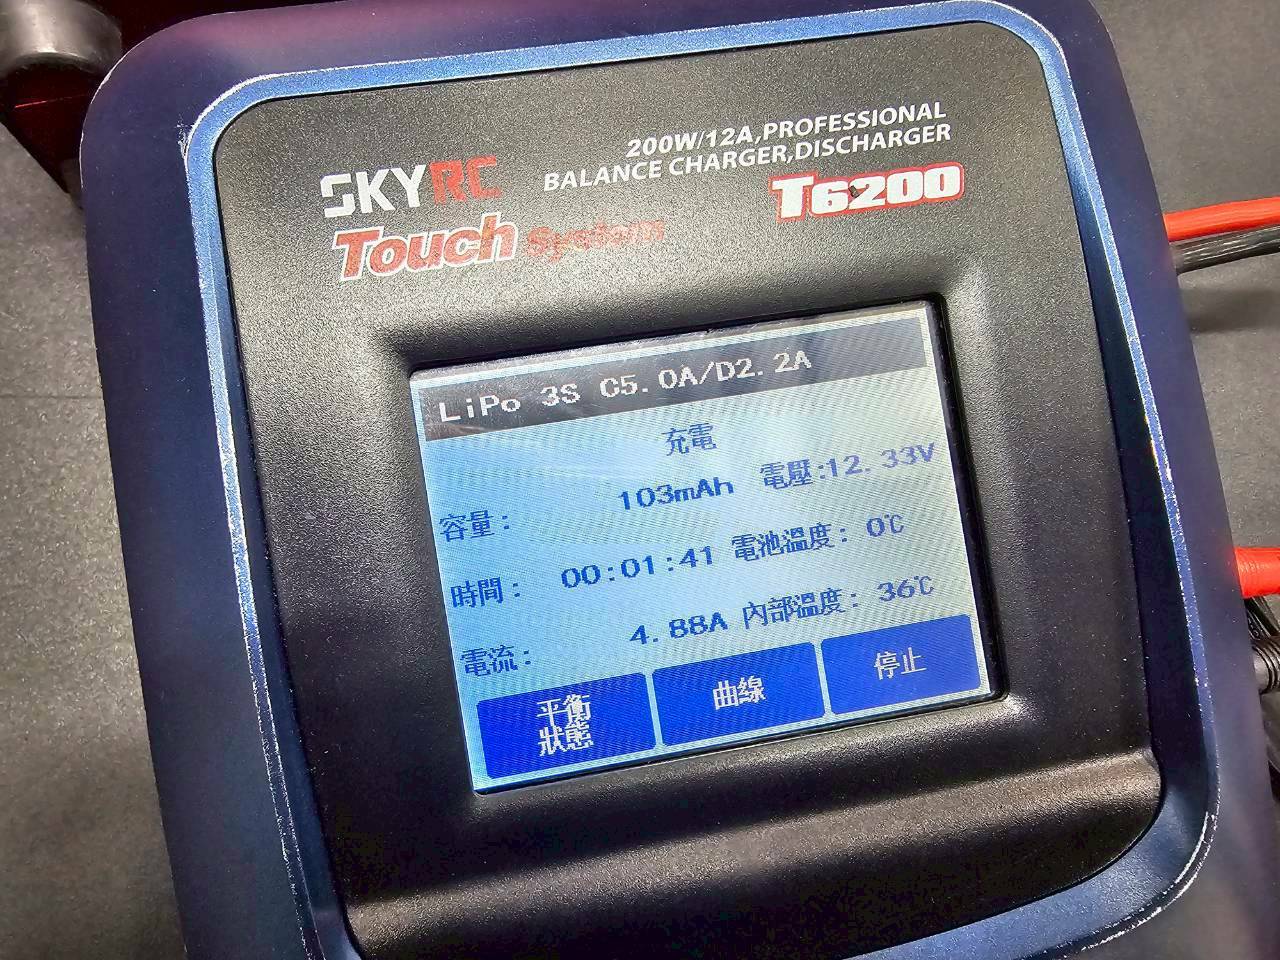 200W/12A,PROFESSIONAL
BALANCE CHARGER,DISCHARGER
SKYRC
Touch System
T6200
LiPo 3S C5.0A/D2.2A
充電
容量: 103mAh 電壓:12.33V
時間: 00:01:41 電池溫度: 0℃
電流: 4.88A 內部溫度: 36℃
平衡
狀態
曲線
停止